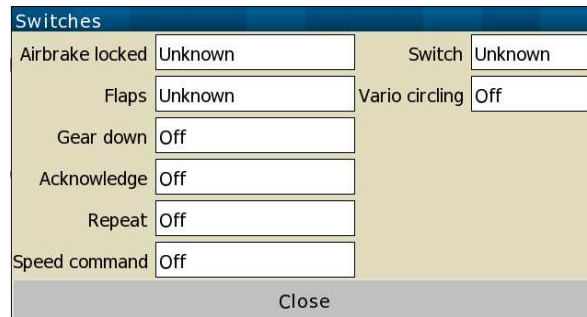 Switches
Airbrake locked Unknown Switch Unknown
Flaps Unknown Vario circling Off
Gear down Off
Acknowledge Off
Repeat Off
Speed command Off
Close